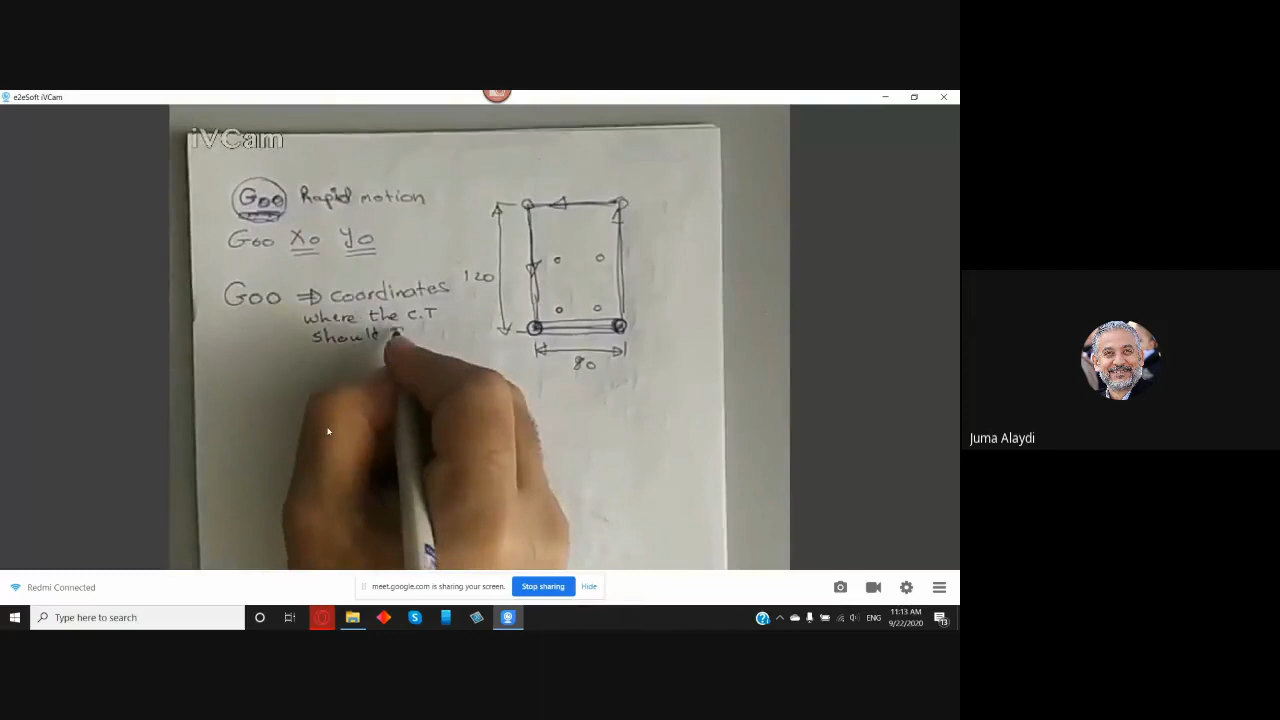 e2eSoft iVCam
iVCam
G00 Rapid motion
G00 X0 Y0
G00 ⇒ coordinates
where the C.T
should
120
80
Juma Alaydi
Redmi Connected
meet.google.com is sharing your screen.
Stop sharing
Hide
Type here to search
ENG
11:13 AM
9/22/2020
13